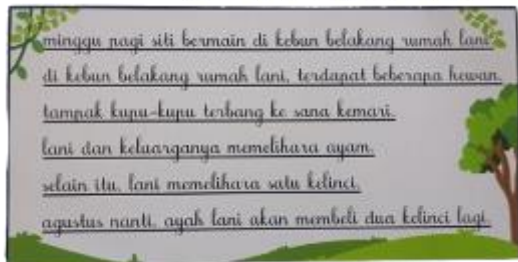 minggu pagi siti bermain di kebun belakang rumah lani
di kebun belakang rumah lani, terdapat beberapa hewan.
tampak kupu-kupu terbang ke sana kemari.
lani dan keluarganya memelihara ayam.
selain itu, lani memelihara satu kelinci.
agustus nanti, ayah lani akan membeli dua kelinci lagi.